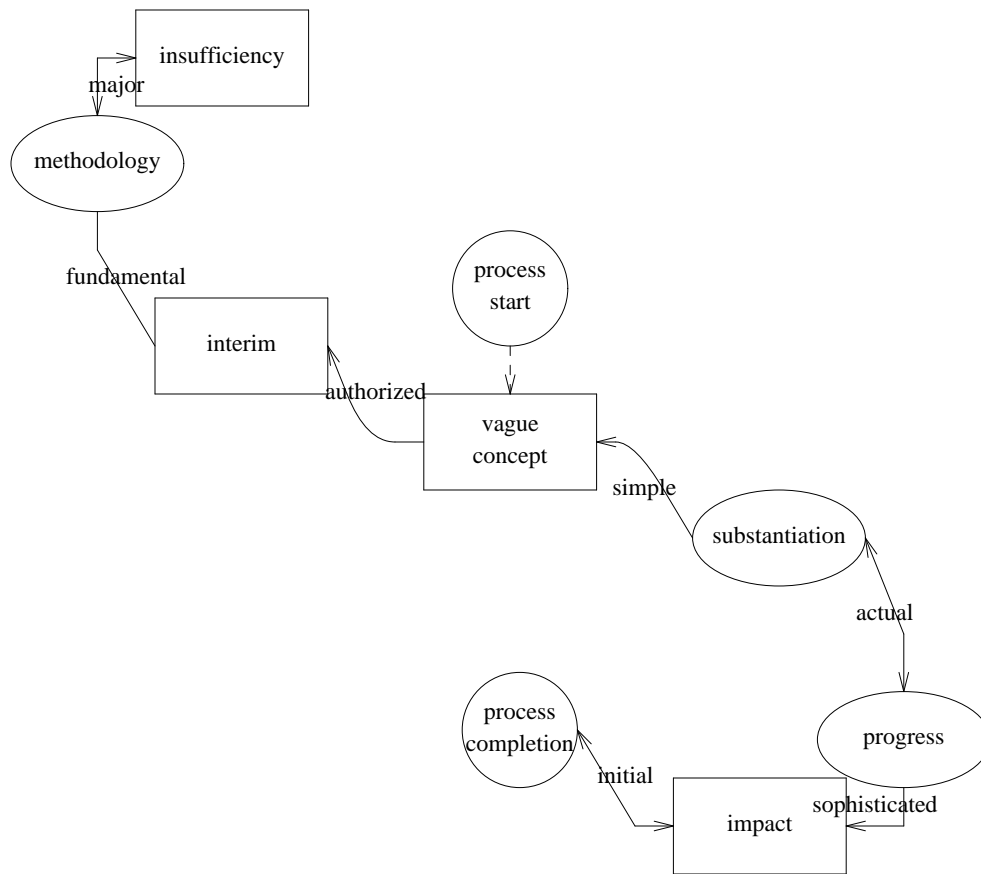 insufficiency
major
methodology
fundamental
process
start
interim
authorized
vague
concept
simple
substantiation
actual
process
completion
progress
initial
sophisticated
impact